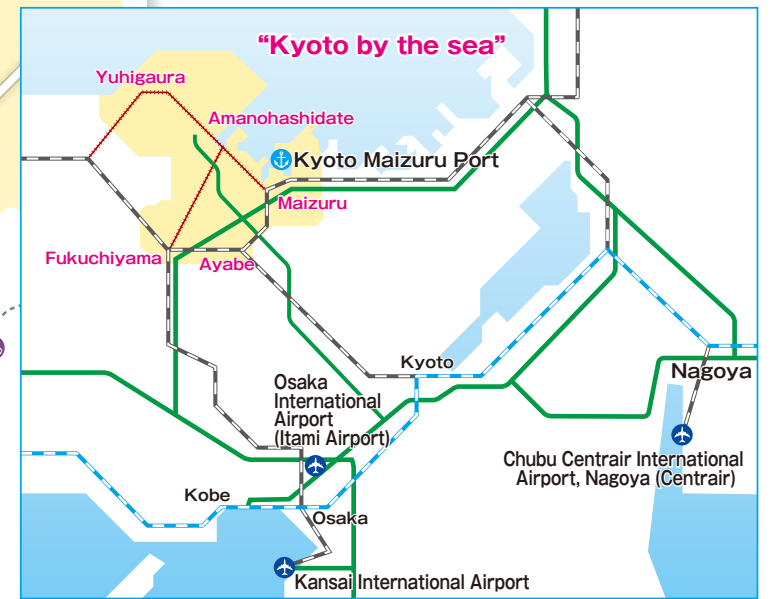 “Kyoto by the sea”
Yuhigaura
Amanohashidate
Kyoto Maizuru Port
Maizuru
Fukuchiyama
Ayabe
Kyoto
Osaka
International
Airport
(Itami Airport)
Nagoya
Chubu Centrair International
Airport, Nagoya (Centrair)
Kobe
Osaka
Kansai International Airport